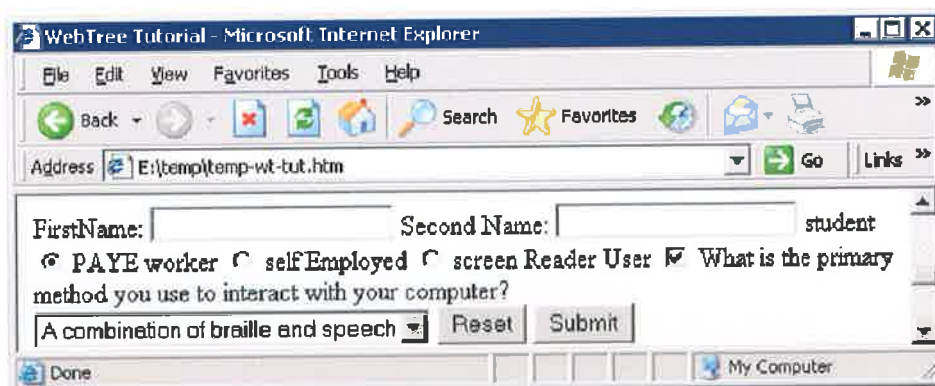 WebTree Tutorial - Microsoft Internet Explorer
File Edit View Favorites Tools Help
Back Search Favorites »
Address E:\temp\temp-wt-tut.htm Go Links »
FirstName: Second Name: student
PAYE worker self Employed screen Reader User What is the primary
method you use to interact with your computer?
A combination of braille and speech Reset Submit
Done My Computer